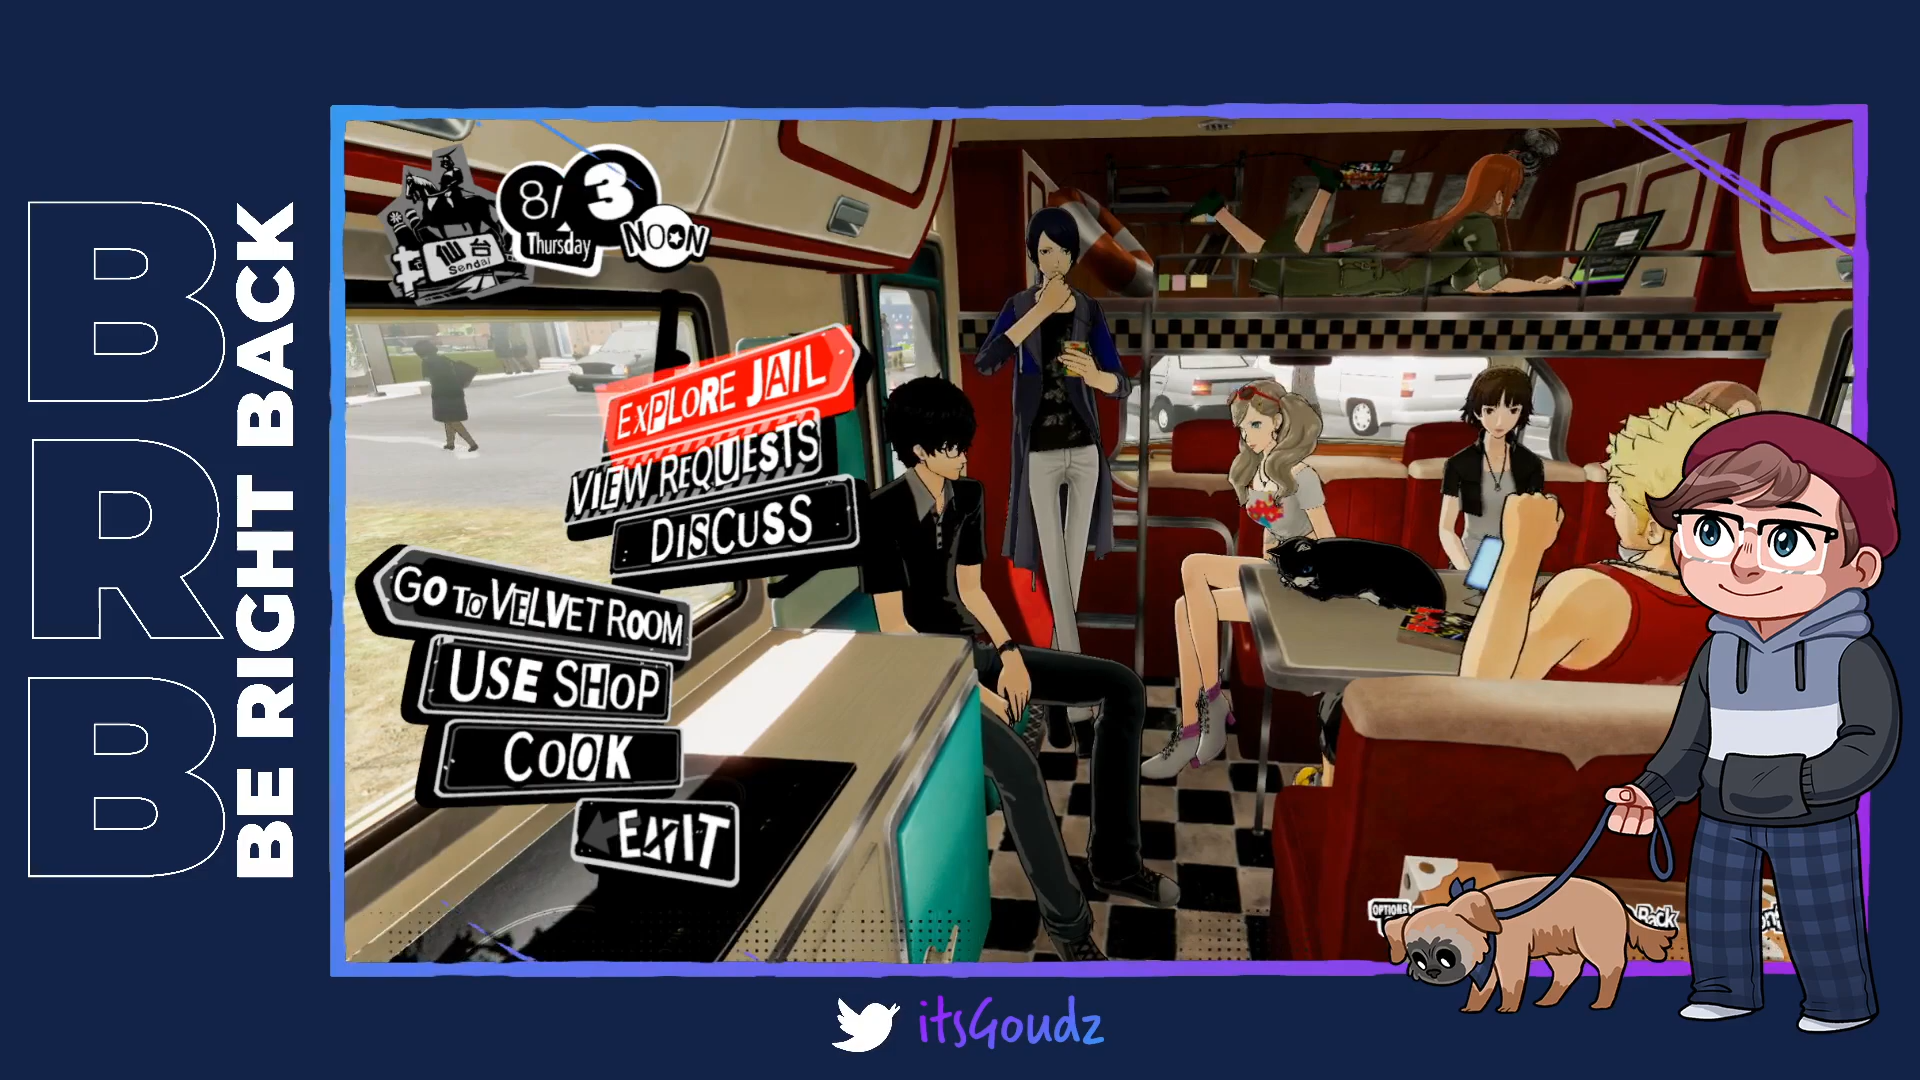 BRB
BE RIGHT BACK
仙台
Sendai
8/3
Thursday
NOON
EXPLORE JAIL
VIEW REQUESTS
DISCUSS
GO TO VELVET ROOM
USE SHOP
COOK
EXIT
OPTIONS
Back
itsGoudz